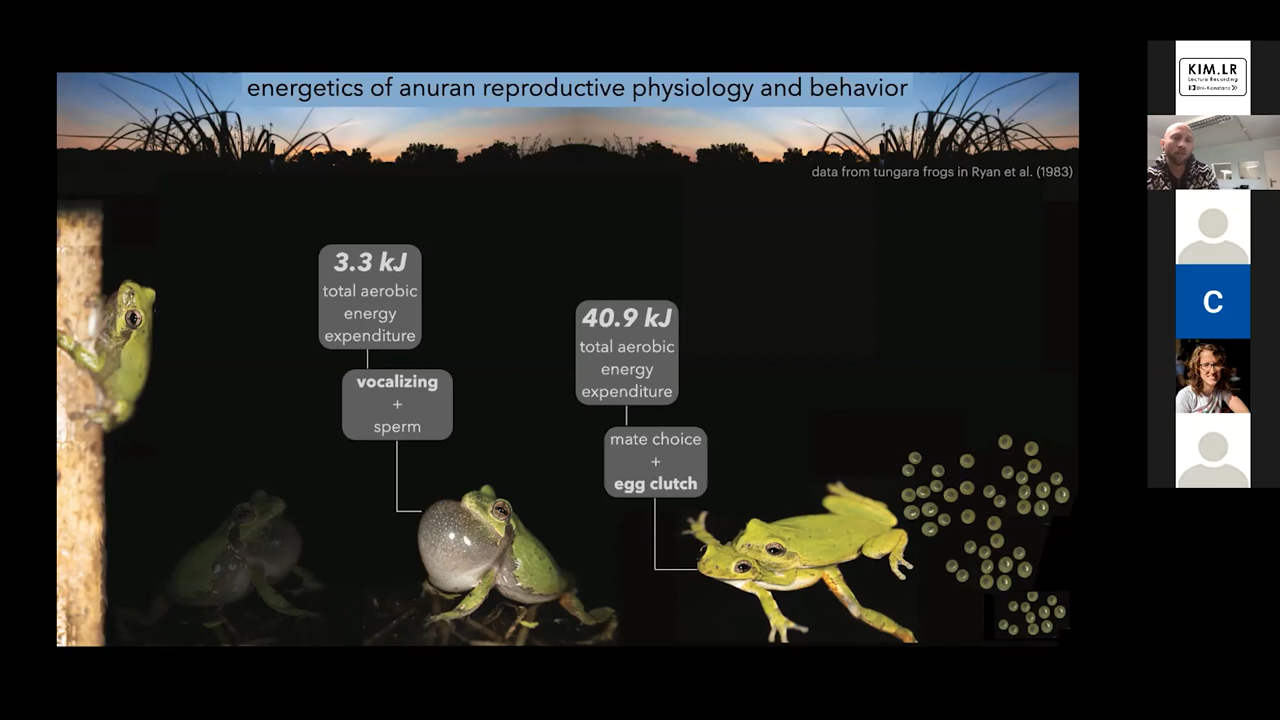 energetics of anuran reproductive physiology and behavior
data from tungara frogs in Ryan et al. (1983)
3.3 kJ
total aerobic
energy
expenditure
vocalizing
+
sperm
40.9 kJ
total aerobic
energy
expenditure
mate choice
+
egg clutch
KIM.LR
Lecture Recording
Uni-Konstanz
C